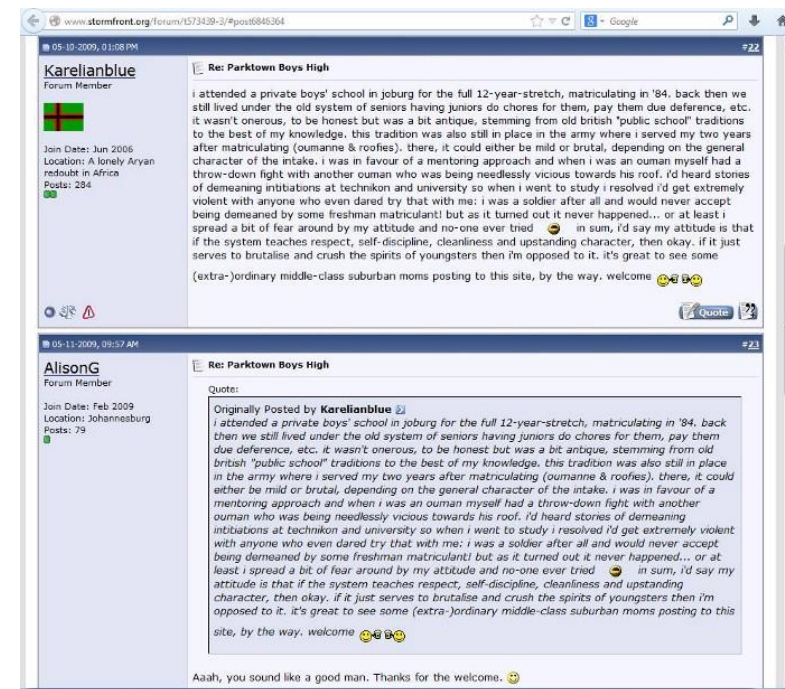 www.stormfront.org/forum/t573439-3/#post6846364
Google
05-10-2009, 01:08 PM
#22
Karelianblue
Forum Member
Join Date: Jun 2006
Location: A lonely Aryan
redoubt in Africa
Posts: 284
Re: Parktown Boys High
i attended a private boys' school in joburg for the full 12-year-stretch, matriculating in '84. back then we
still lived under the old system of seniors having juniors do chores for them, pay them due deference, etc.
it wasn't onerous, to be honest but was a bit antique, stemming from old british "public school" traditions
to the best of my knowledge. this tradition was also still in place in the army where i served my two years
after matriculating (oumanne & roofies). there, it could either be mild or brutal, depending on the general
character of the intake. i was in favour of a mentoring approach and when i was an ouman myself had a
throw-down fight with another ouman who was being needlessly vicious towards his roof. i'd heard stories
of demeaning intitiations at technikon and university so when i went to study i resolved i'd get extremely
violent with anyone who even dared try that with me: i was a soldier after all and would never accept
being demeaned by some freshman matriculant! but as it turned out it never happened... or at least i
spread a bit of fear around by my attitude and no-one ever tried in sum, i'd say my attitude is that
if the system teaches respect, self-discipline, cleanliness and upstanding character, then okay. if it just
serves to brutalise and crush the spirits of youngsters then i'm opposed to it. it's great to see some
(extra-)ordinary middle-class suburban moms posting to this site, by the way. welcome
Quote
05-11-2009, 09:57 AM
#23
AlisonG
Forum Member
Join Date: Feb 2009
Location: Johannesburg
Posts: 79
Re: Parktown Boys High
Quote:
Originally Posted by Karelianblue
i attended a private boys' school in joburg for the full 12-year-stretch, matriculating in '84. back
then we still lived under the old system of seniors having juniors do chores for them, pay them
due deference, etc. it wasn't onerous, to be honest but was a bit antique, stemming from old
british "public school" traditions to the best of my knowledge. this tradition was also still in place
in the army where i served my two years after matriculating (oumanne & roofies). there, it could
either be mild or brutal, depending on the general character of the intake. i was in favour of a
mentoring approach and when i was an ouman myself had a throw-down fight with another
ouman who was being needlessly vicious towards his roof. i'd heard stories of demeaning
intitiations at technikon and university so when i went to study i resolved i'd get extremely violent
with anyone who even dared try that with me: i was a soldier after all and would never accept
being demeaned by some freshman matriculant! but as it turned out it never happened... or at
least i spread a bit of fear around by my attitude and no-one ever tried in sum, i'd say my
attitude is that if the system teaches respect, self-discipline, cleanliness and upstanding
character, then okay. if it just serves to brutalise and crush the spirits of youngsters then i'm
opposed to it. it's great to see some (extra-)ordinary middle-class suburban moms posting to this
site, by the way. welcome
Aaah, you sound like a good man. Thanks for the welcome.